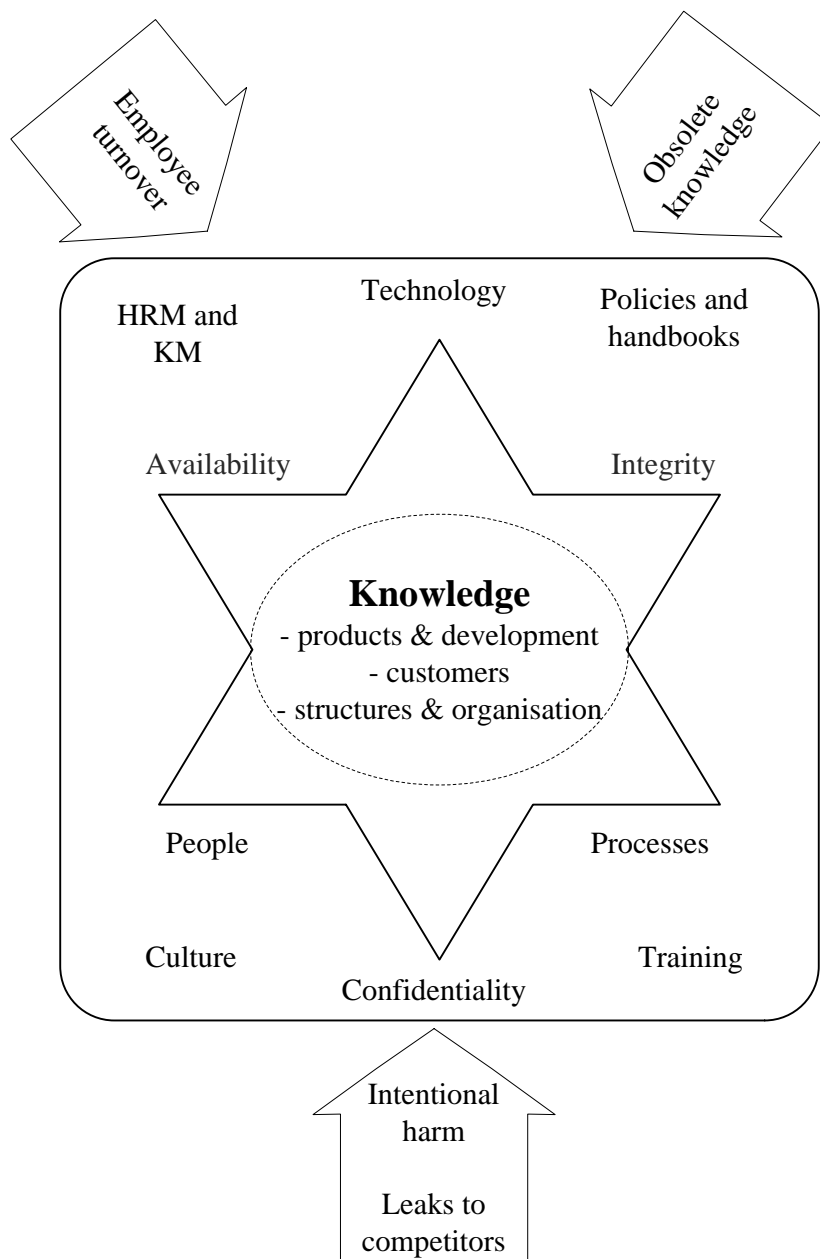 Employee
turnover
Obsolete
knowledge
Technology
HRM and
KM
Policies and
handbooks
Availability
Integrity
Knowledge
- products & development
- customers
- structures & organisation
People
Processes
Culture
Training
Confidentiality
Intentional
harm
Leaks to
competitors